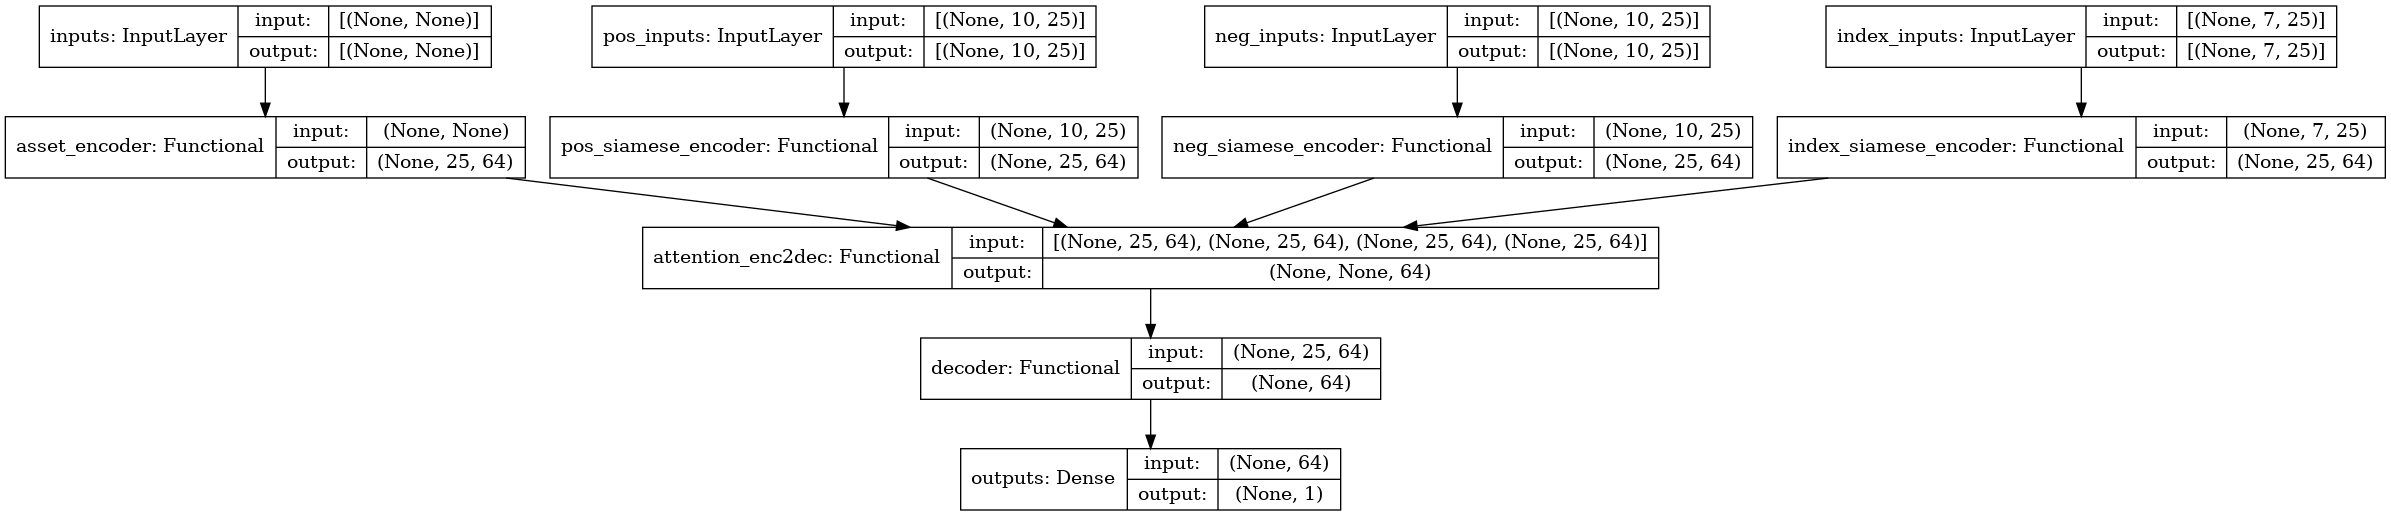 inputs: InputLayer
input:
[(None, None)]
output:
[(None, None)]
pos_inputs: InputLayer
input:
[(None, 10, 25)]
output:
[(None, 10, 25)]
neg_inputs: InputLayer
input:
[(None, 10, 25)]
output:
[(None, 10, 25)]
index_inputs: InputLayer
input:
[(None, 7, 25)]
output:
[(None, 7, 25)]
asset_encoder: Functional
input:
(None, None)
output:
(None, 25, 64)
pos_siamese_encoder: Functional
input:
(None, 10, 25)
output:
(None, 25, 64)
neg_siamese_encoder: Functional
input:
(None, 10, 25)
output:
(None, 25, 64)
index_siamese_encoder: Functional
input:
(None, 7, 25)
output:
(None, 25, 64)
attention_enc2dec: Functional
input:
[(None, 25, 64), (None, 25, 64), (None, 25, 64), (None, 25, 64)]
output:
(None, None, 64)
decoder: Functional
input:
(None, 25, 64)
output:
(None, 64)
outputs: Dense
input:
(None, 64)
output:
(None, 1)